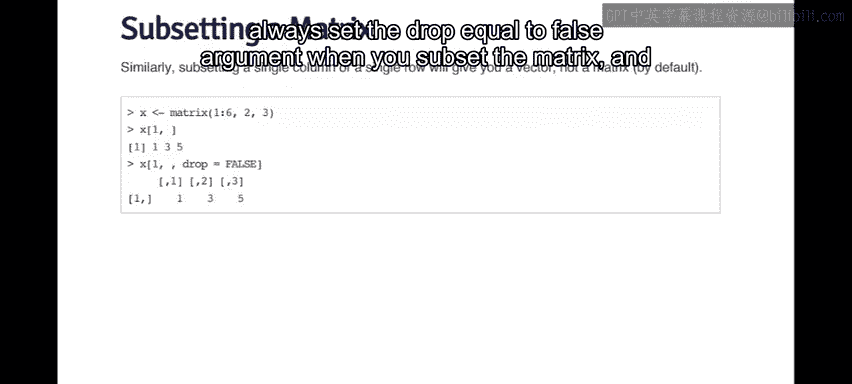 GPT中英字幕课程资源@bilibili.com
Subsetting a Matrix
always set the drop equal to false
argument when you subset the matrix, and
Similarly, subsetting a single column or a single row will give you a vector, not a matrix (by default).
> x <- matrix(1:6, 2, 3)
> x[1, ]
[1] 1 3 5
> x[1, , drop = FALSE]
[,1] [,2] [,3]
[1,] 1 3 5